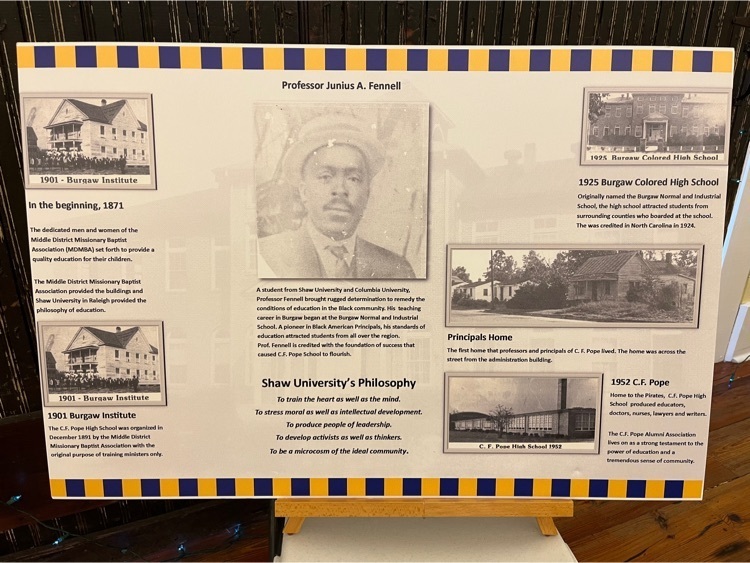 Professor Junius A. Fennell
1901 - Burgaw Institute
In the beginning, 1871
The dedicated men and women of the
Middle District Missionary Baptist
Association (MDMBA) set forth to provide a
quality education for their children.
The Middle District Missionary Baptist
Association provided the buildings and
Shaw University in Raleigh provided the
philosophy of education.
1901 - Burgaw Institute
1901 Burgaw Institute
The C.F. Pope High School was organized in
December 1891 by the Middle District
Missionary Baptist Association with the
original purpose of training ministers only.
A student from Shaw University and Columbia University,
Professor Fennell brought rugged determination to remedy the
conditions of education in the Black community. His teaching
career in Burgaw began at the Burgaw Normal and Industrial
School. A pioneer in Black American Principals, his standards of
education attracted students from all over the region.
Prof. Fennell is credited with the foundation of success that
caused C.F. Pope School to flourish.
Shaw University's Philosophy
To train the heart as well as the mind.
To stress moral as well as intellectual development.
To produce people of leadership.
To develop activists as well as thinkers.
To be a microcosm of the ideal community.
1925 Burgaw Colored High School
1925 Burgaw Colored High School
Originally named the Burgaw Normal and Industrial
School, the high school attracted students from
surrounding counties who boarded at the school.
The was credited in North Carolina in 1924.
Principals Home
The first home that professors and principals of C. F. Pope lived. The home was across the
street from the administration building.
C. F. Pope High School 1952
1952 C.F. Pope
Home to the Pirates, C.F. Pope High
School produced educators,
doctors, nurses, lawyers and writers.
The C.F. Pope Alumni Association
lives on as a strong testament to the
power of education and a
tremendous sense of community.